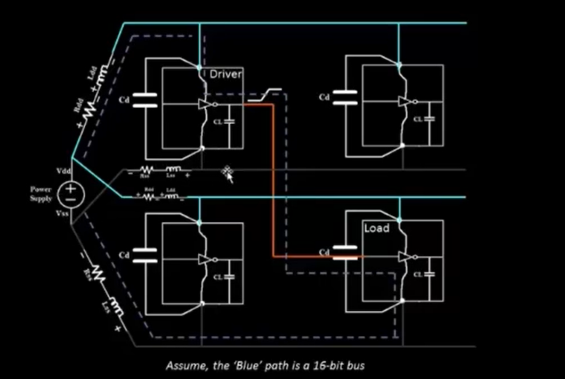 Driver
Ldd
Rdd
Cd
CL
Cd
CL
Vdd
Rss
Lss
Power
Supply
Rdd
Ldd
Vss
Load
Cd
CL
Cd
CL
Rss
Lss
Assume, the 'Blue' path is a 16-bit bus